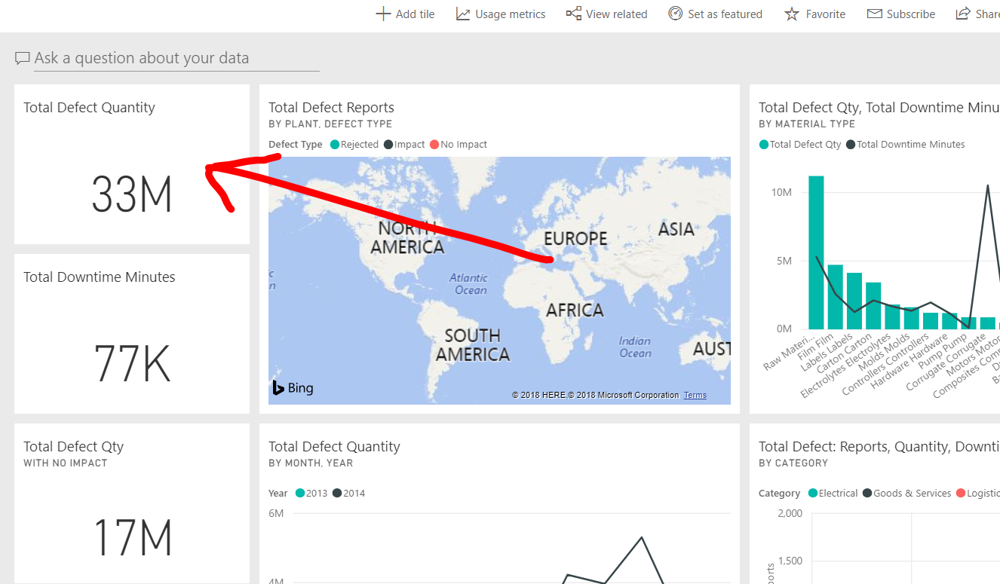 Add tile Usage metrics View related Set as featured Favorite Subscribe Share
Ask a question about your data
Total Defect Quantity
33M
Total Downtime Minutes
77K
Total Defect Qty
WITH NO IMPACT
17M
Total Defect Reports
BY PLANT, DEFECT TYPE
Defect Type Rejected Impact No Impact
NORTH
AMERICA
EUROPE
ASIA
Atlantic
Ocean
AFRICA
SOUTH
AMERICA
Indian
Ocean
AUST
Bing
© 2018 HERE,© 2018 Microsoft Corporation Terms
Total Defect Quantity
BY MONTH, YEAR
Year 2013 2014
6M
4M
Total Defect Qty, Total Downtime Minu
BY MATERIAL TYPE
Total Defect Qty Total Downtime Minutes
10M
5M
0M
Raw Materi...
Film Film
Labels Labels
Carton Carton
Electrolytes Electrolytes
Molds Molds
Controllers Controllers
Hardware Hardware
Pump Pump
Corrugate Corrugate
Motors Motor
Composites Com
Total Defect: Reports, Quantity, Downti
BY CATEGORY
Category Electrical Goods & Services Logistic
2,000
1,500
ports